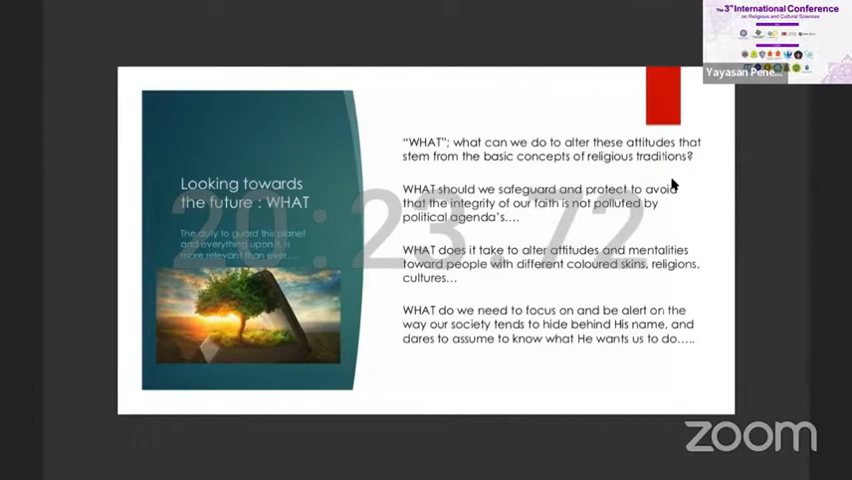 The 3rd International Conference
on Religious and Cultural Sciences
Yayasan Pene...
Looking towards
the future : WHAT
The duty to guard this planet
and everything upon it, is
more relevant than ever....
"WHAT"; what can we do to alter these attitudes that
stem from the basic concepts of religious traditions?
WHAT should we safeguard and protect to avoid
that the integrity of our faith is not polluted by
political agenda's....
WHAT does it take to alter attitudes and mentalities
toward people with different coloured skins, religions,
cultures...
WHAT do we need to focus on and be alert on the
way our society tends to hide behind His name, and
dares to assume to know what He wants us to do.....
20:23.72
zoom